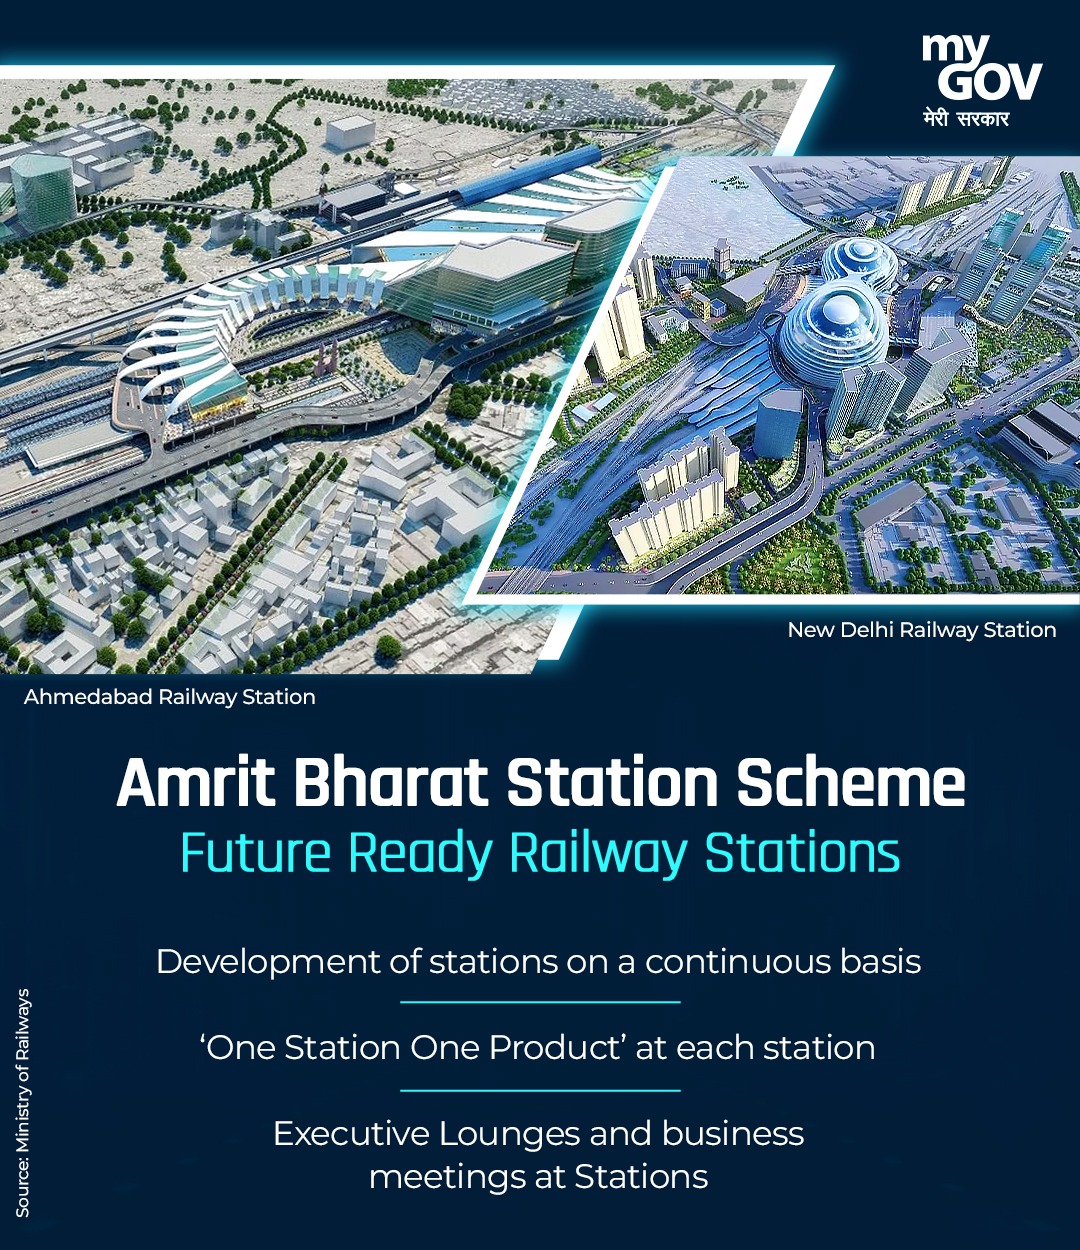 my
GOV
मेरी सरकार
New Delhi Railway Station
Ahmedabad Railway Station
Amrit Bharat Station Scheme
Future Ready Railway Stations
Development of stations on a continuous basis
‘One Station One Product’ at each station
Executive Lounges and business
meetings at Stations
Source: Ministry of Railways